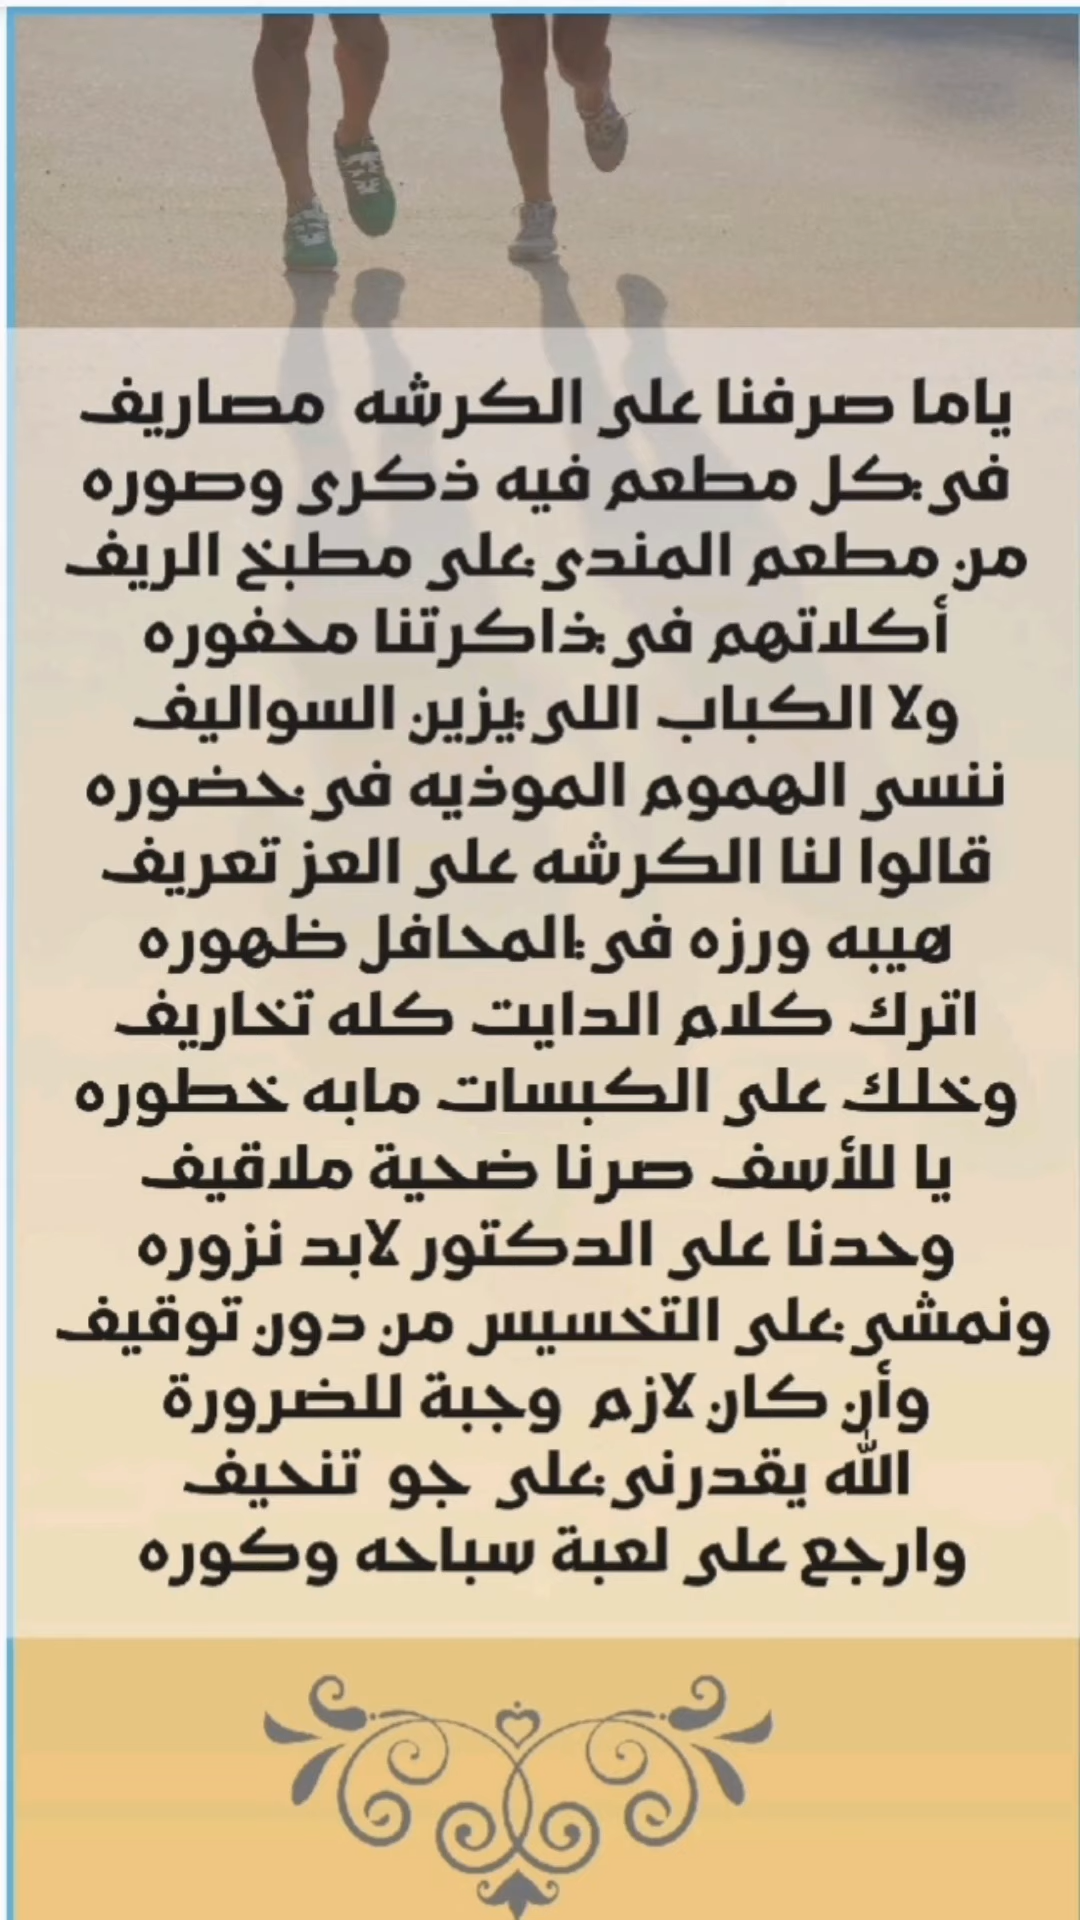 ياما صرفنا على الكرشه مصاريف
في كل مطعم فيه ذكرى وصوره
من مطعم المندي على مطبخ الريف
أكلاتهم في ذاكرتنا محفوره
ولا الكباب اللي يزين السواليف
ننسى الهموم الموذيه في حضوره
قالوا لنا الكرشه على العز تعريف
هيبه ورزه في المحافل ظهوره
اترك كلام الدايت كله تخاريف
وخلك على الكبسات مابه خطوره
يا للأسف صرنا ضحية ملاقيف
وحدنا على الدكتور لابد نزوره
ونمشي على التخسيس من دون توقيف
وأن كان لازم وجبة للضرورة
الله يقدرني على جو تنحيف
وارجع على لعبة سباحه وكوره